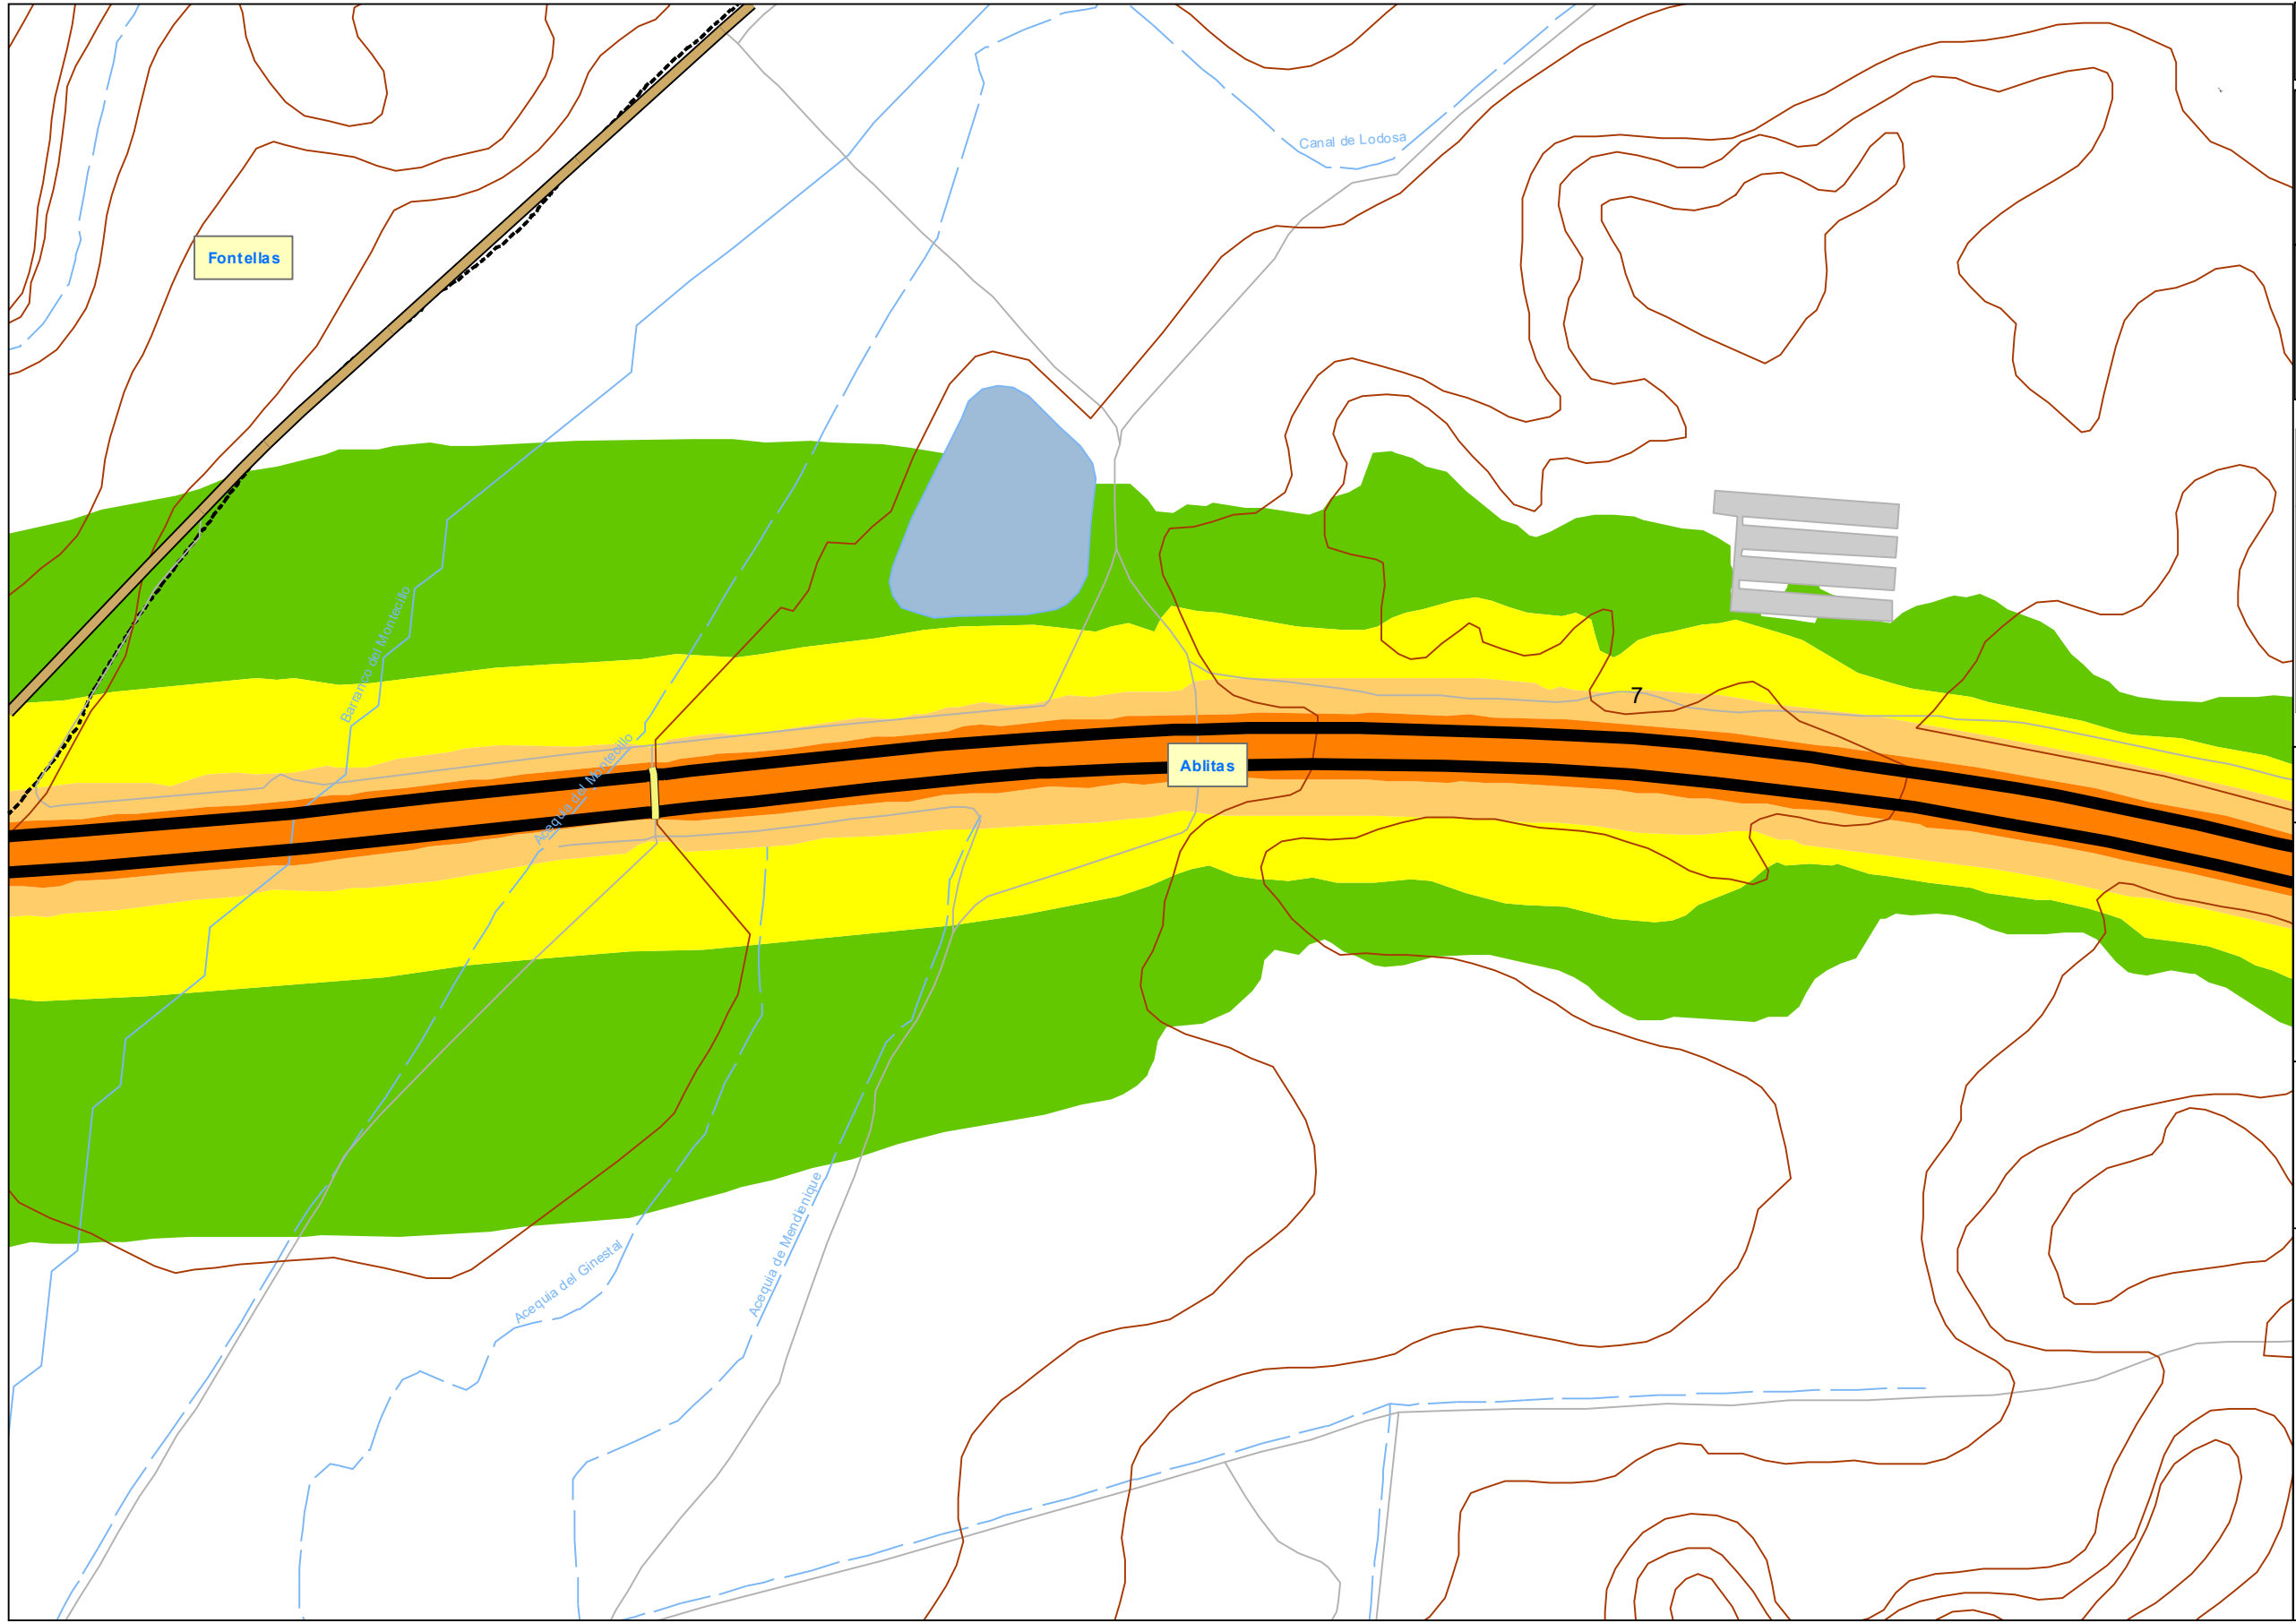 Canal de Lodosa
Fontellas
Barranco del Montecillo
7
Acequia del Montecillo
Ablitas
Acequia de Mendienique
Acequia del Ginestal